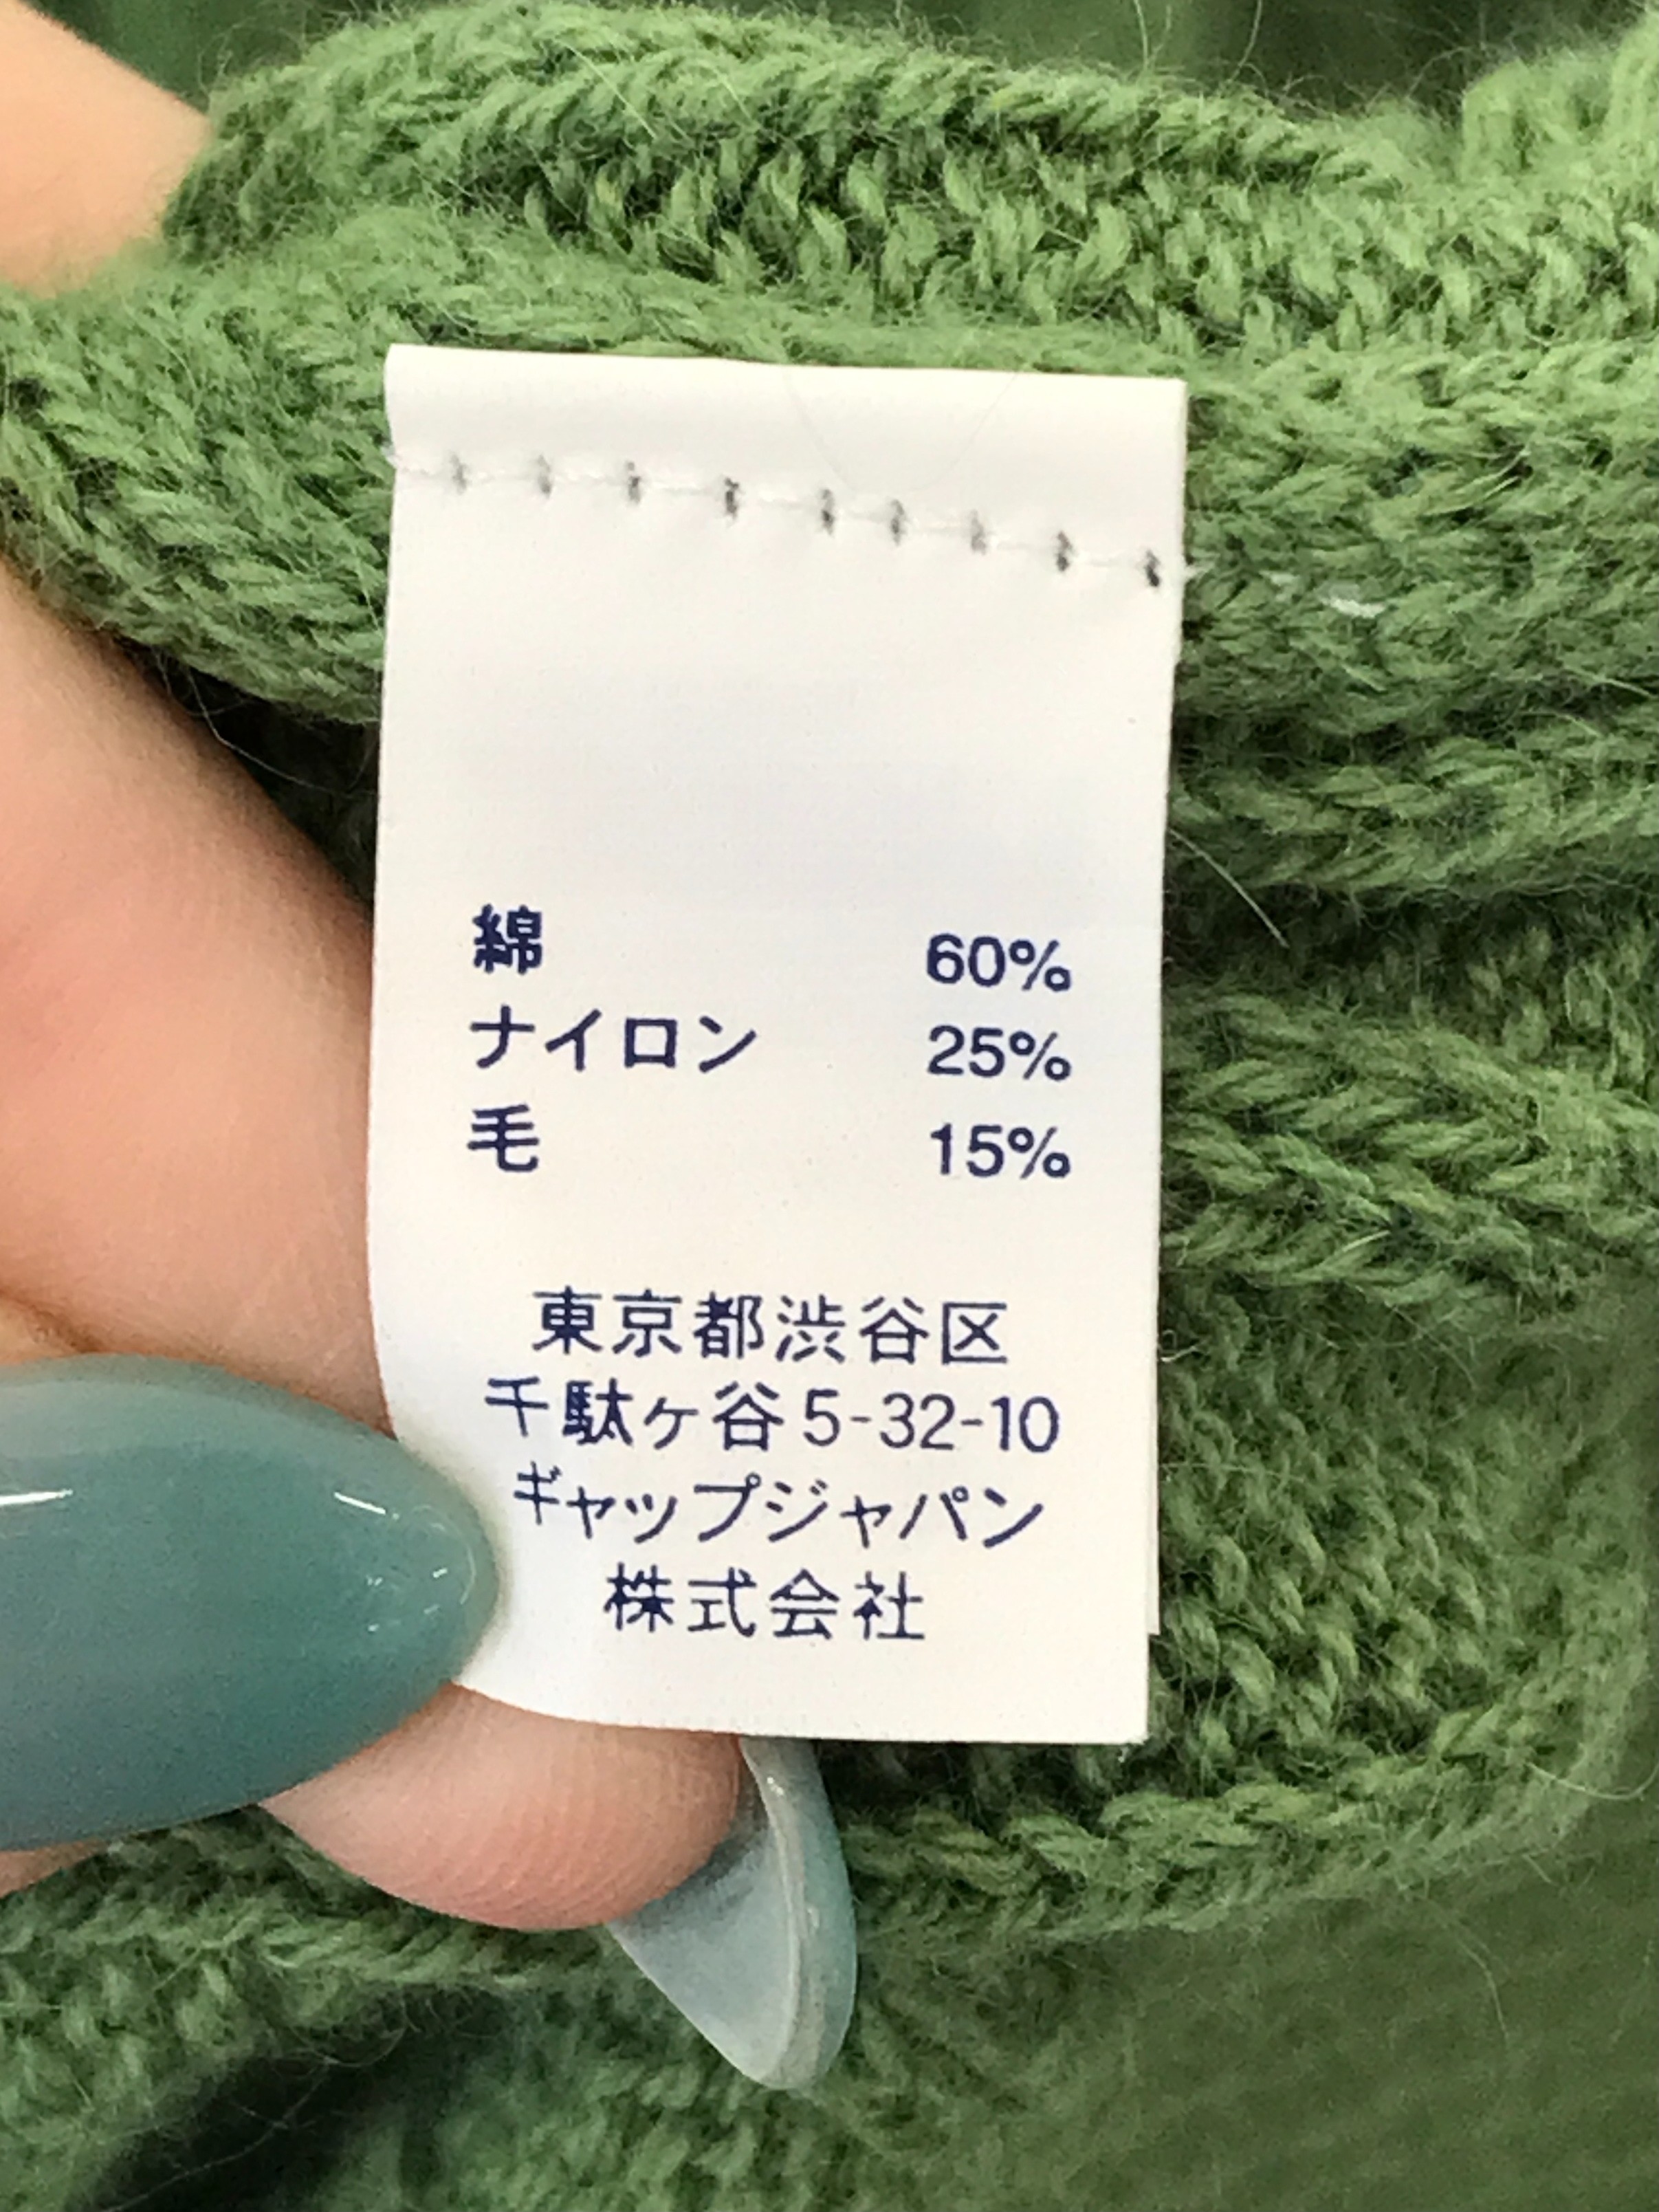 綿 60%
ナイロン 25%
毛 15%
東京都渋谷区
千駄ヶ谷5-32-10
ギャップジャパン
株式会社